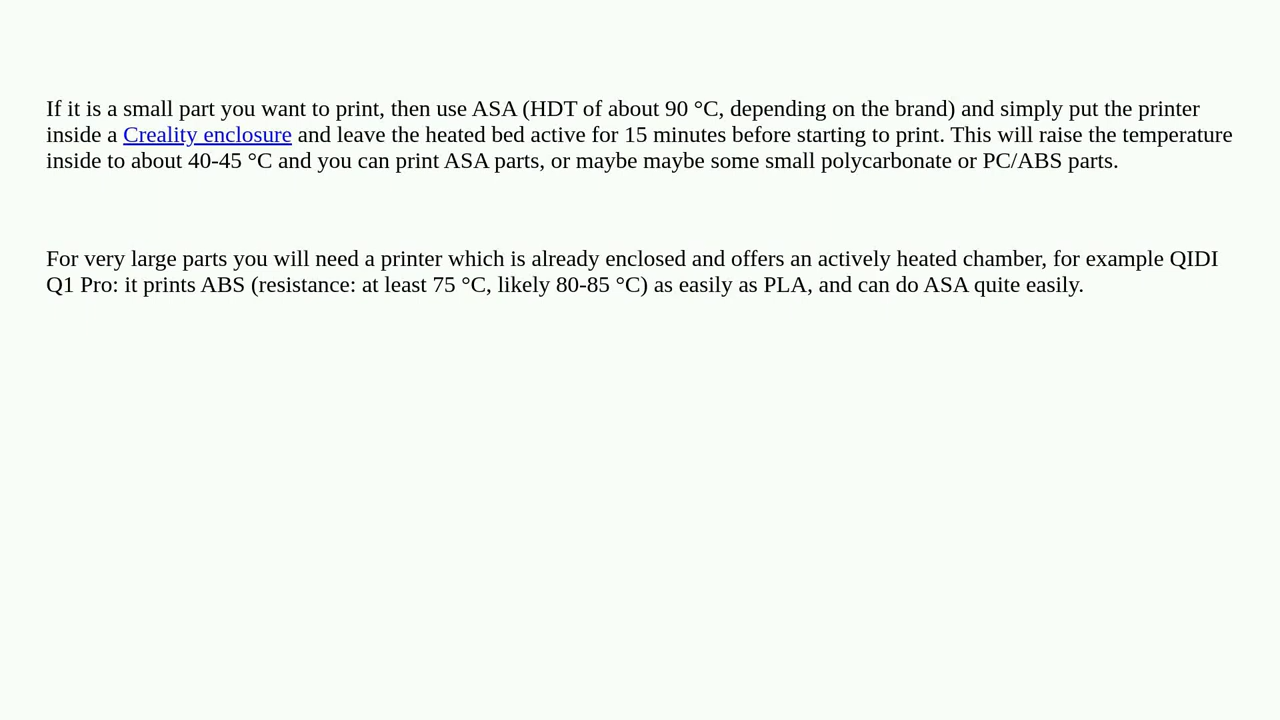 If it is a small part you want to print, then use ASA (HDT of about 90 °C, depending on the brand) and simply put the printer
inside a Creality enclosure and leave the heated bed active for 15 minutes before starting to print. This will raise the temperature
inside to about 40-45 °C and you can print ASA parts, or maybe maybe some small polycarbonate or PC/ABS parts.
For very large parts you will need a printer which is already enclosed and offers an actively heated chamber, for example QIDI
Q1 Pro: it prints ABS (resistance: at least 75 °C, likely 80-85 °C) as easily as PLA, and can do ASA quite easily.